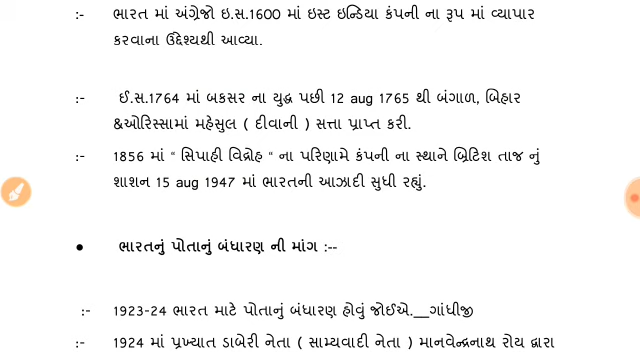 :- ભારત માં અંગ્રેજો ઇ.સ.1600 માં ઇસ્ટ ઇન્ડિયા કંપની ના રૂપ માં વ્યાપાર
કરવાના ઉદ્દેશ્યથી આવ્યા.
:- ઈ.સ.1764 માં બકસર ના યુદ્ધ પછી 12 aug 1765 થી બંગાળ, બિહાર
&ઓરિસ્સામાં મહેસુલ ( દીવાની ) સત્તા પ્રાપ્ત કરી.
:- 1856 માં “ સિપાહી વિદ્રોહ “ ના પરિણામે કંપની ના સ્થાને બ્રિટિશ તાજ નું
શાશન 15 aug 1947 માં ભારતની આઝાદી સુધી રહ્યું.
● ભારતનું પોતાનું બંધારણ ની માંગ :--
:- 1923-24 ભારત માટે પોતાનું બંધારણ હોવું જોઈએ.__ગાંધીજી
:- 1924 માં પ્રખ્યાત ડાબેરી નેતા ( સામ્યવાદી નેતા ) માનવેન્દ્રનાથ રોય દ્વારા